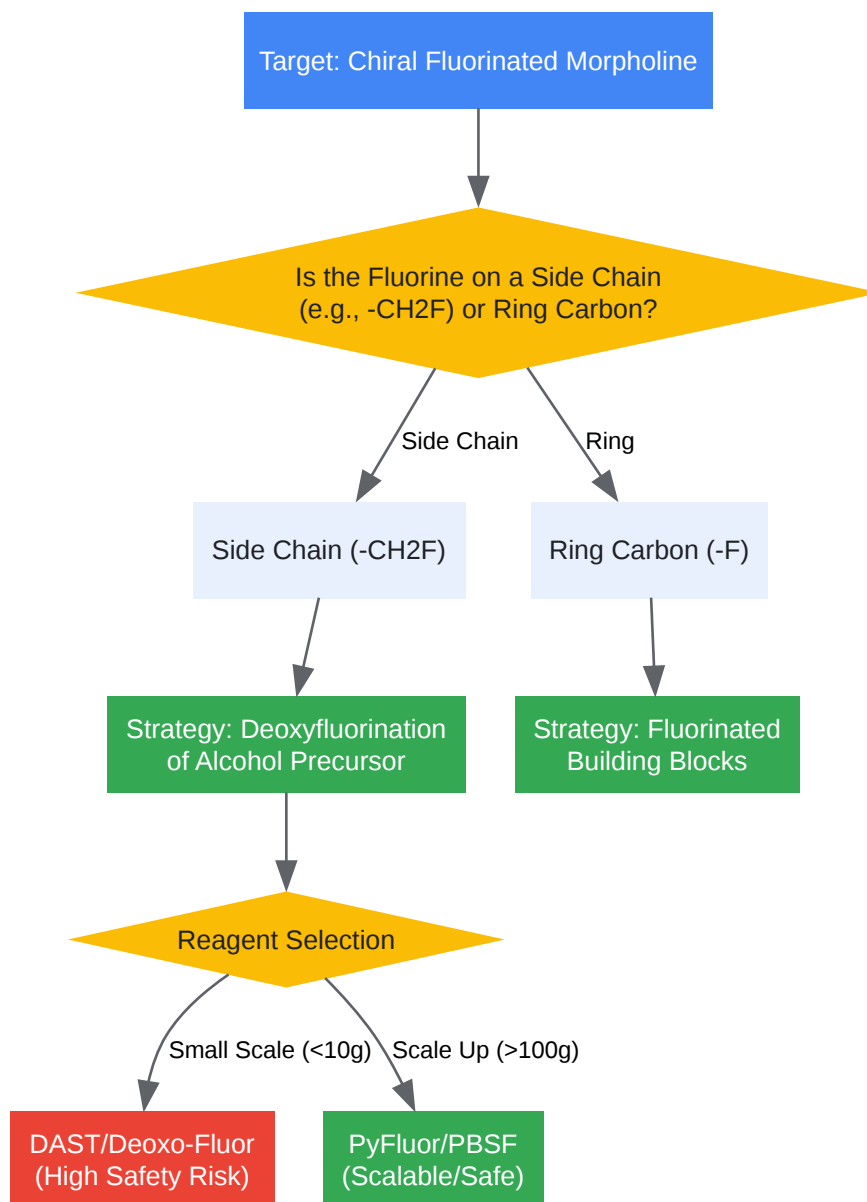 Target: Chiral Fluorinated Morpholine
Is the Fluorine on a Side Chain
(e.g., -CH2F) or Ring Carbon?
Side Chain
Ring
Side Chain (-CH2F)
Ring Carbon (-F)
Strategy: Deoxyfluorination
of Alcohol Precursor
Strategy: Fluorinated
Building Blocks
Reagent Selection
Small Scale (<10g)
Scale Up (>100g)
DAST/Deoxo-Fluor
(High Safety Risk)
PyFluor/PBSF
(Scalable/Safe)